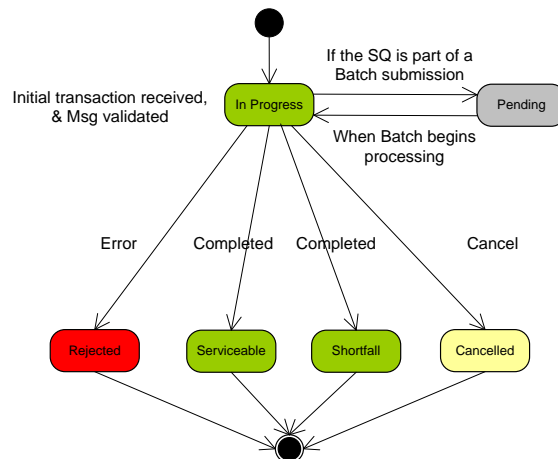 If the SQ is part of a
Batch submission
Initial transaction received,
& Msg validated
In Progress
Pending
When Batch begins
processing
Error
Completed
Completed
Cancel
Rejected
Serviceable
Shortfall
Cancelled